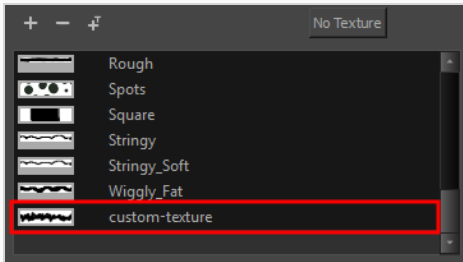 No Texture
Rough
Spots
Square
Stringy
Stringy_Soft
Wiggly_Fat
custom-texture